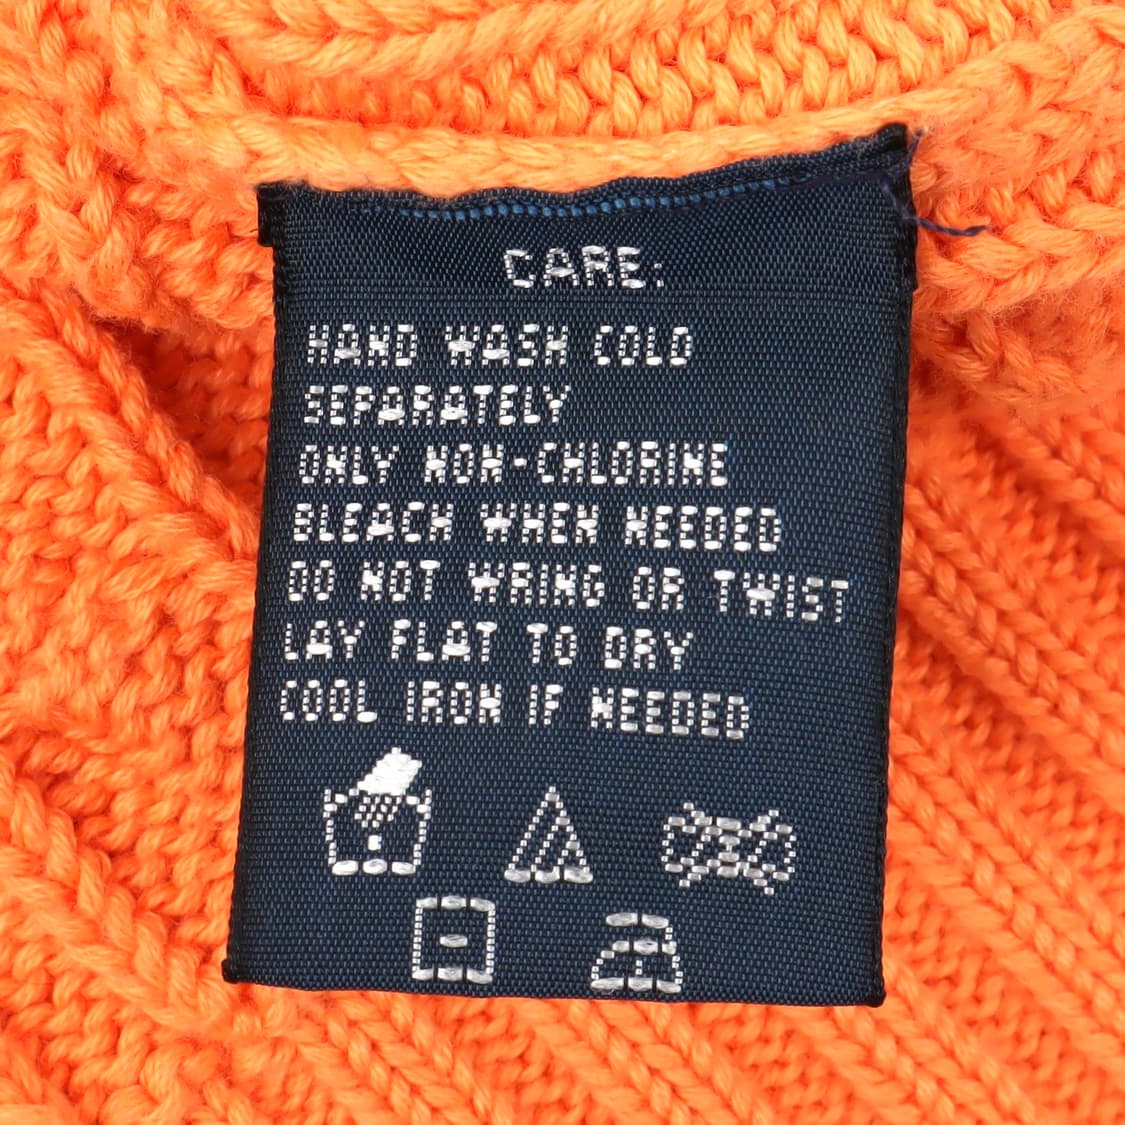 CARE:
HAND WASH COLD
SEPARATELY
ONLY NON-CHLORINE
BLEACH WHEN NEEDED
DO NOT WRING OR TWIST
LAY FLAT TO DRY
COOL IRON IF NEEDED